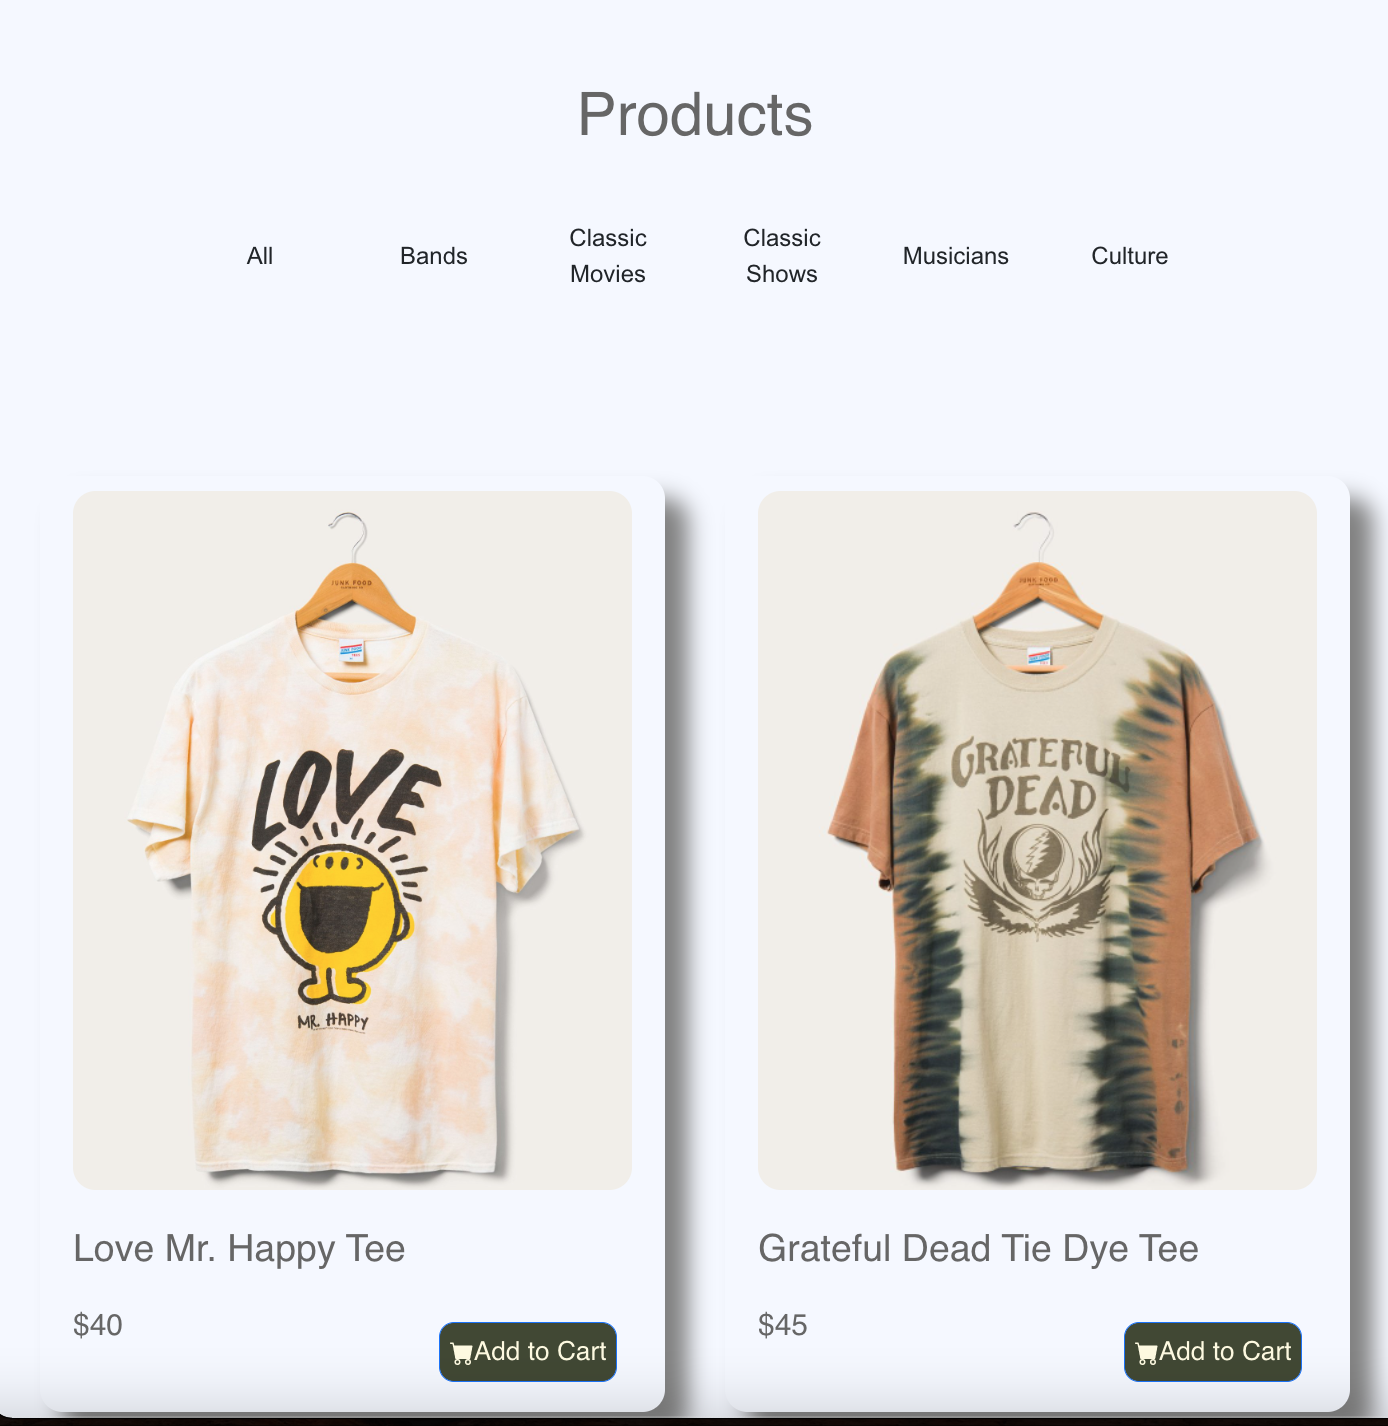 Products
All
Bands
Classic
Movies
Classic
Shows
Musicians
Culture
JUNK FOOD
LOVE
MR. HAPPY
JUNK FOOD
GRATEFUL
DEAD
Love Mr. Happy Tee
$40
Add to Cart
Grateful Dead Tie Dye Tee
$45
Add to Cart